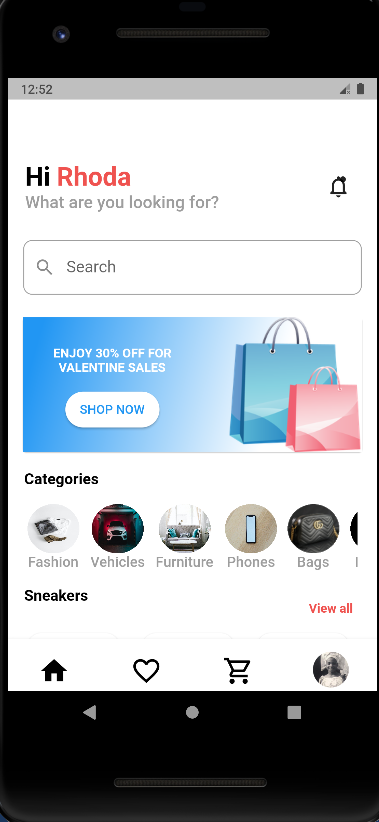 12:52
Hi Rhoda
What are you looking for?
Search
ENJOY 30% OFF FOR
VALENTINE SALES
SHOP NOW
Categories
Fashion Vehicles Furniture Phones Bags
Sneakers
View all